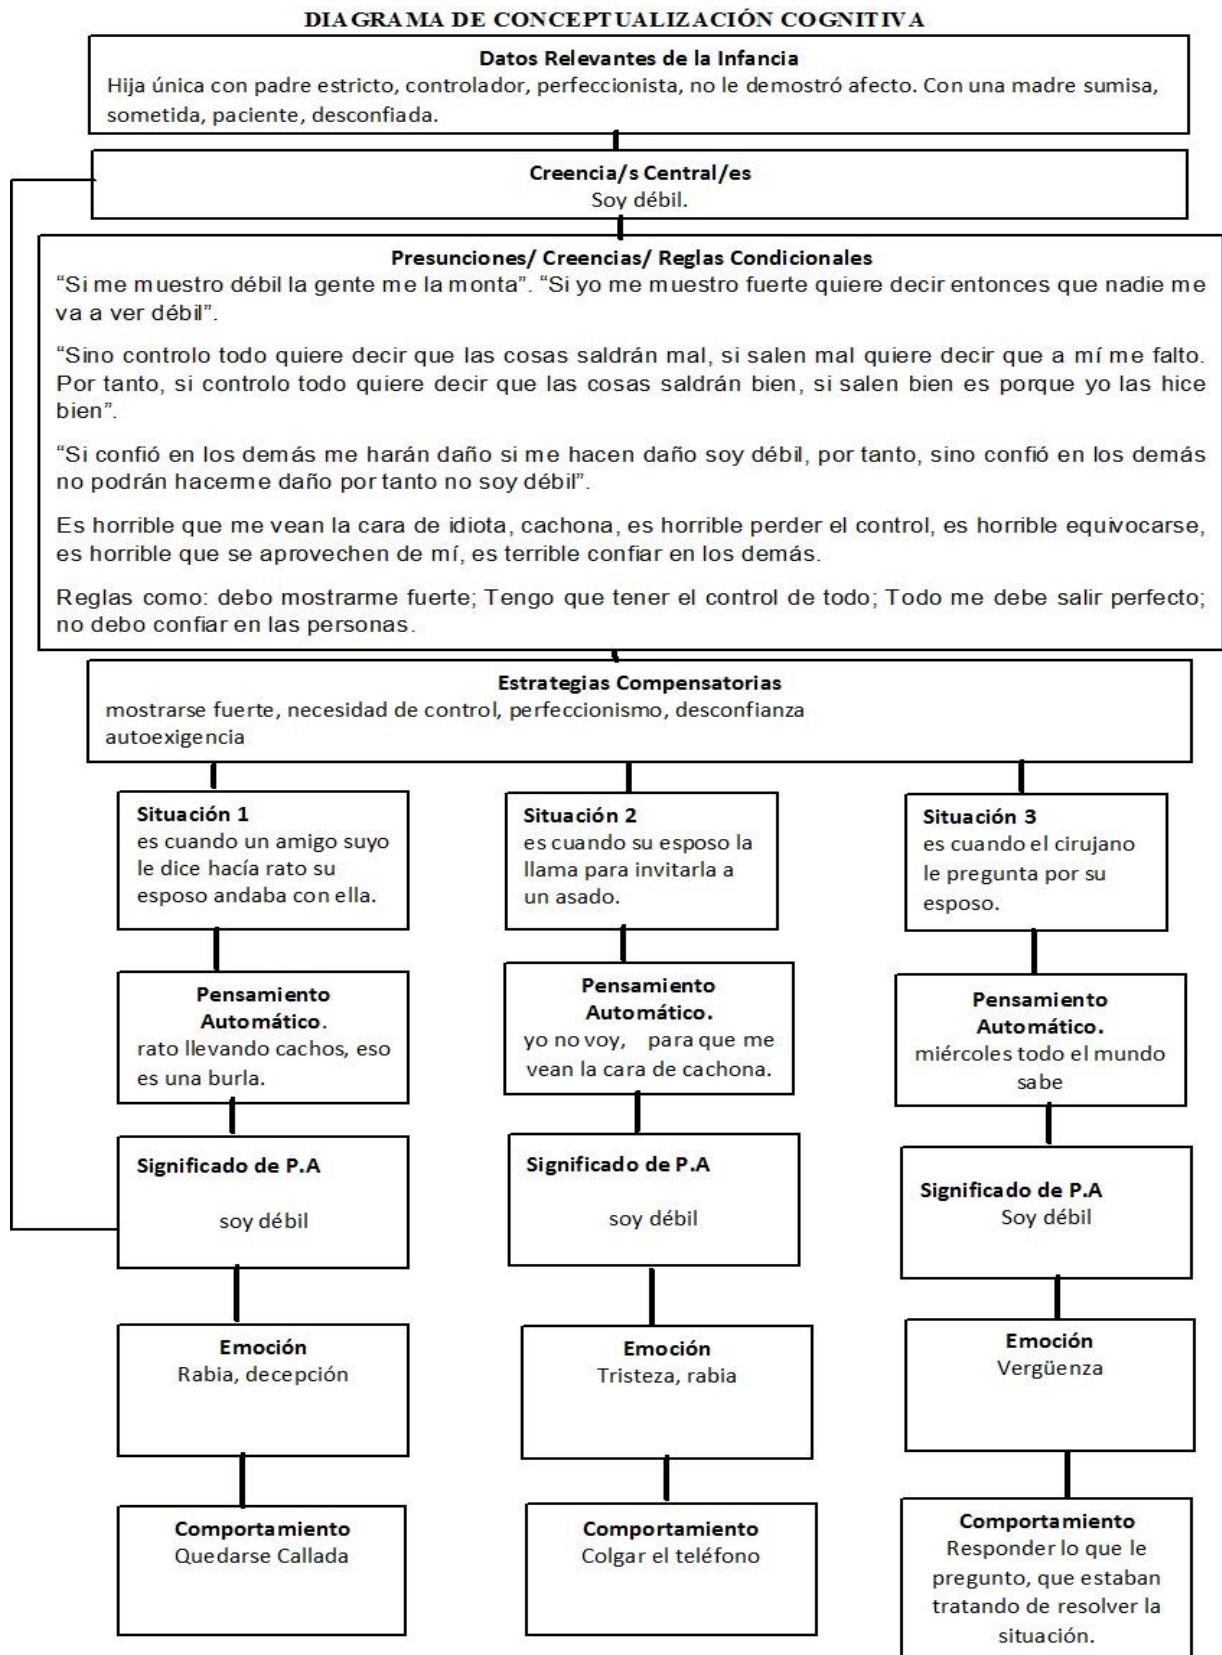 DIAGRAMA DE CONCEPTUALIZACIÓN COGNITIVA
Datos Relevantes de la Infancia
Hija única con padre estricto, controlador, perfeccionista, no le demostró afecto. Con una madre sumisa,
sometida, paciente, desconfiada.
Creencia/s Central/es
Soy débil.
Presunciones/ Creencias/ Reglas Condicionales
“Si me muestro débil la gente me la monta”. “Si yo me muestro fuerte quiere decir entonces que nadie me
va a ver débil”.
“Sino controlo todo quiere decir que las cosas saldrán mal, si salen mal quiere decir que a mí me falto.
Por tanto, si controlo todo quiere decir que las cosas saldrán bien, si salen bien es porque yo las hice
bien”.
“Si confió en los demás me harán daño si me hacen daño soy débil, por tanto, sino confió en los demás
no podrán hacerme daño por tanto no soy débil”.
Es horrible que me vean la cara de idiota, cachona, es horrible perder el control, es horrible equivocarse,
es horrible que se aprovechen de mí, es terrible confiar en los demás.
Reglas como: debo mostrarme fuerte; Tengo que tener el control de todo; Todo me debe salir perfecto;
no debo confiar en las personas.
Estrategias Compensatorias
mostrarse fuerte, necesidad de control, perfeccionismo, desconfianza
autoexigencia
Situación 1
es cuando un amigo suyo
le dice hacía rato su
esposo andaba con ella.
Situación 2
es cuando su esposo la
llama para invitarla a
un asado.
Situación 3
es cuando el cirujano
le pregunta por su
esposo.
Pensamiento
Automático.
rato llevando cachos, eso
es una burla.
Pensamiento
Automático.
yo no voy, para que me
vean la cara de cachona.
Pensamiento
Automático.
miércoles todo el mundo
sabe
Significado de P.A
soy débil
Significado de P.A
soy débil
Significado de P.A
Soy débil
Emoción
Rabia, decepción
Emoción
Tristeza, rabia
Emoción
Vergüenza
Comportamiento
Quedarse Callada
Comportamiento
Colgar el teléfono
Comportamiento
Responder lo que le
pregunto, que estaban
tratando de resolver la
situación.